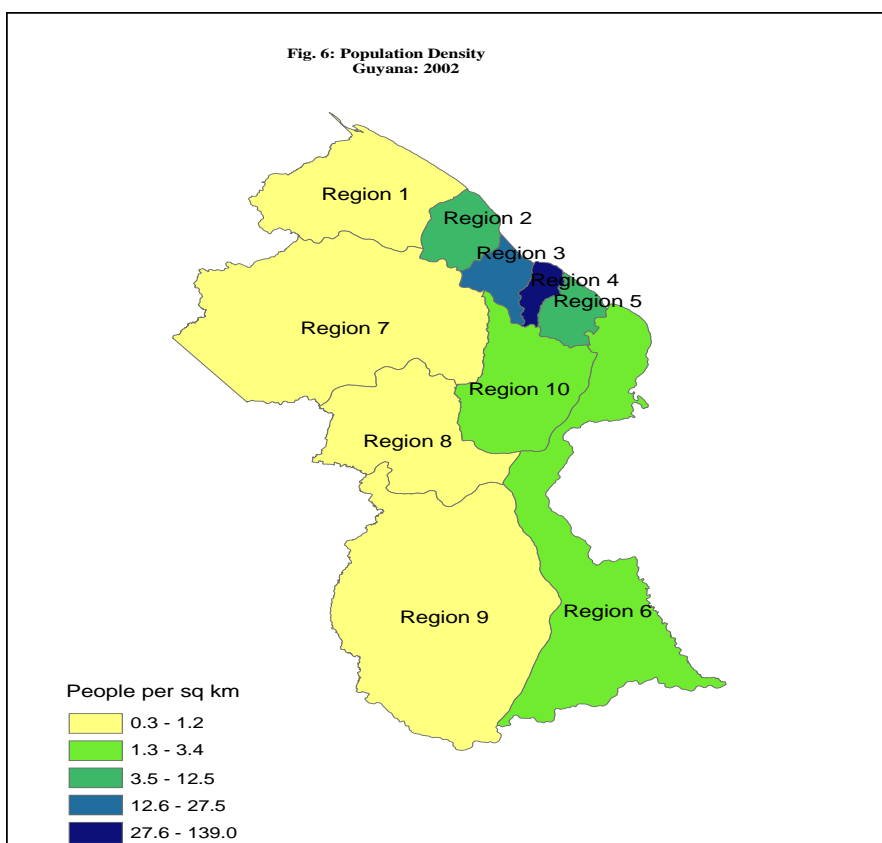 Fig. 6: Population Density
Guyana: 2002
Region 1
Region 2
Region 3
Region 4
Region 5
Region 7
Region 10
Region 8
Region 9
Region 6
People per sq km
0.3 - 1.2
1.3 - 3.4
3.5 - 12.5
12.6 - 27.5
27.6 - 139.0